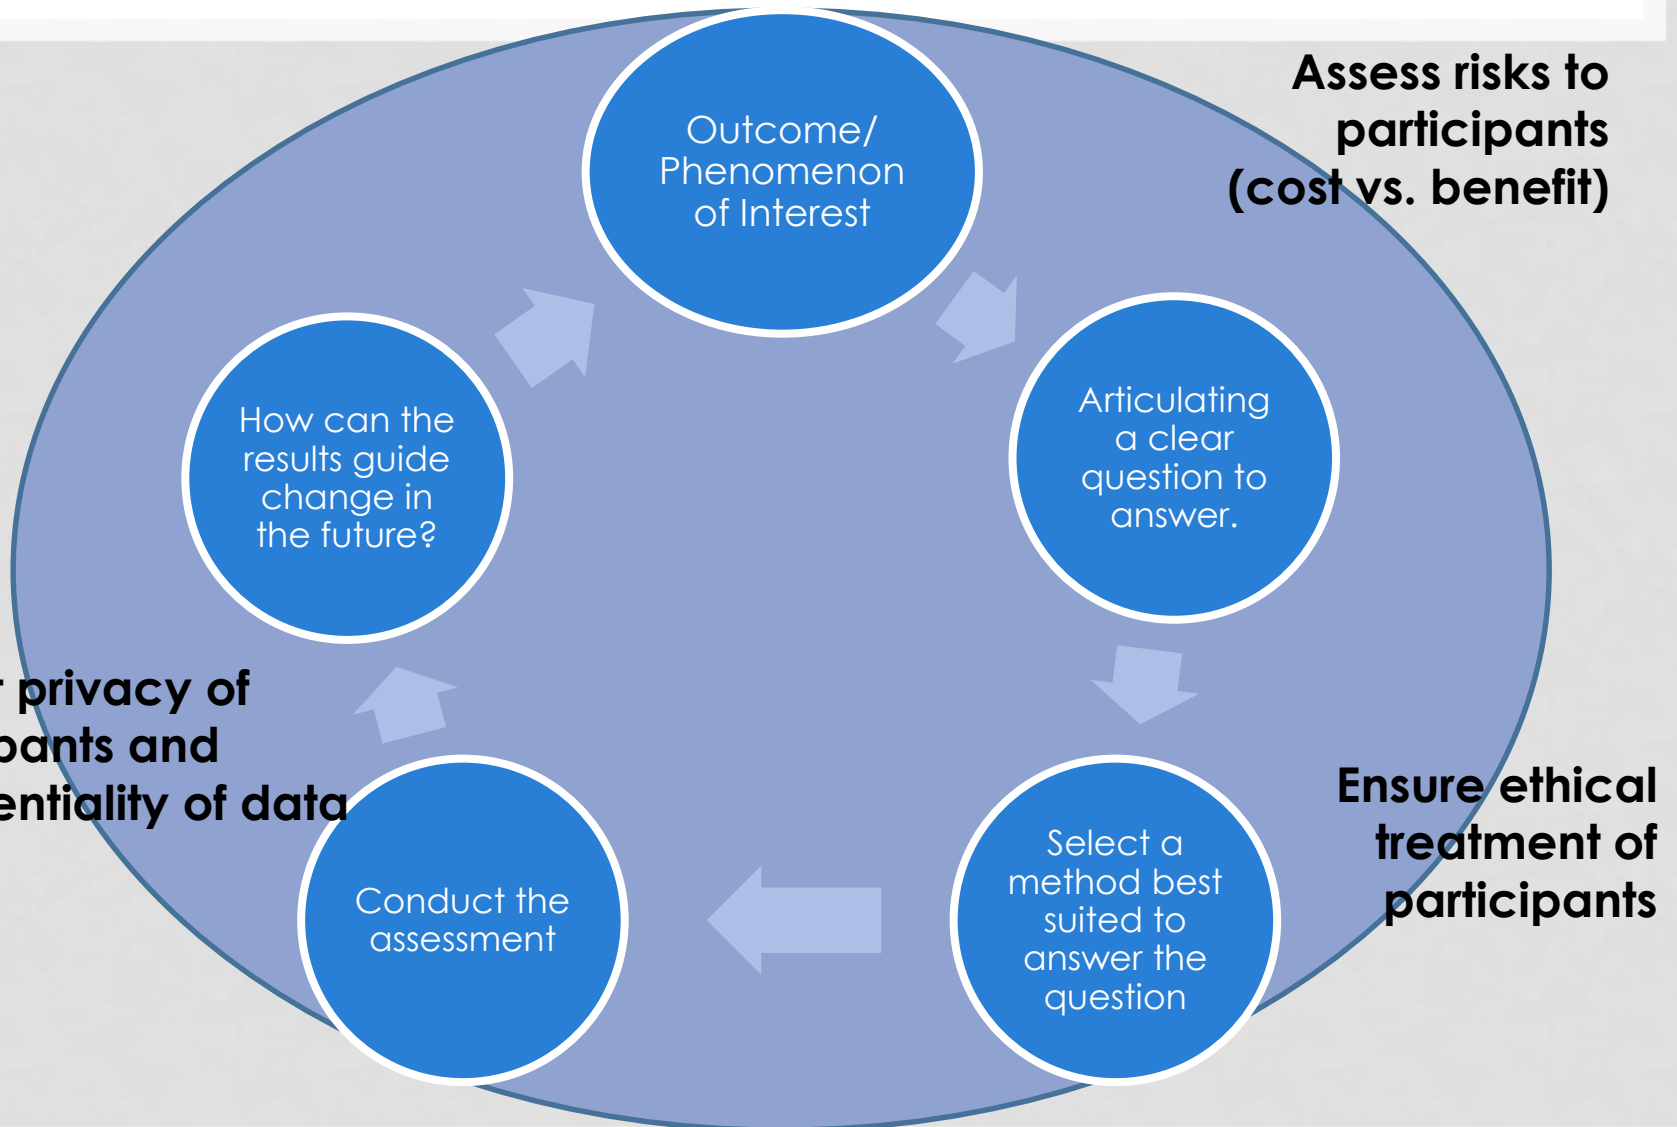 Outcome/
Phenomenon
of Interest
Assess risks to
participants
(cost vs. benefit)
Articulating
a clear
question to
answer.
Select a
method best
suited to
answer the
question
Ensure ethical
treatment of
participants
Conduct the
assessment
privacy of
and
of data
How can the
results guide
change in
the future?